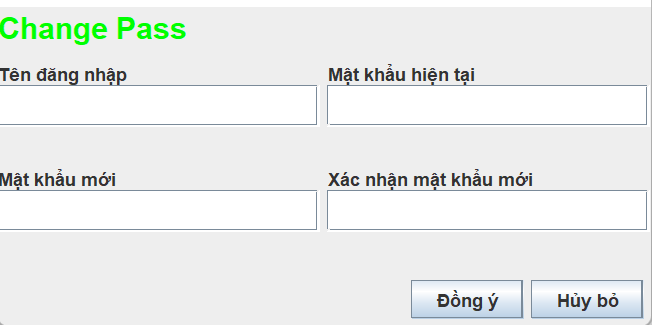 Change Pass
Tên đăng nhập
Mật khẩu hiện tại
Mật khẩu mới
Xác nhận mật khẩu mới
Đồng ý
Hủy bỏ